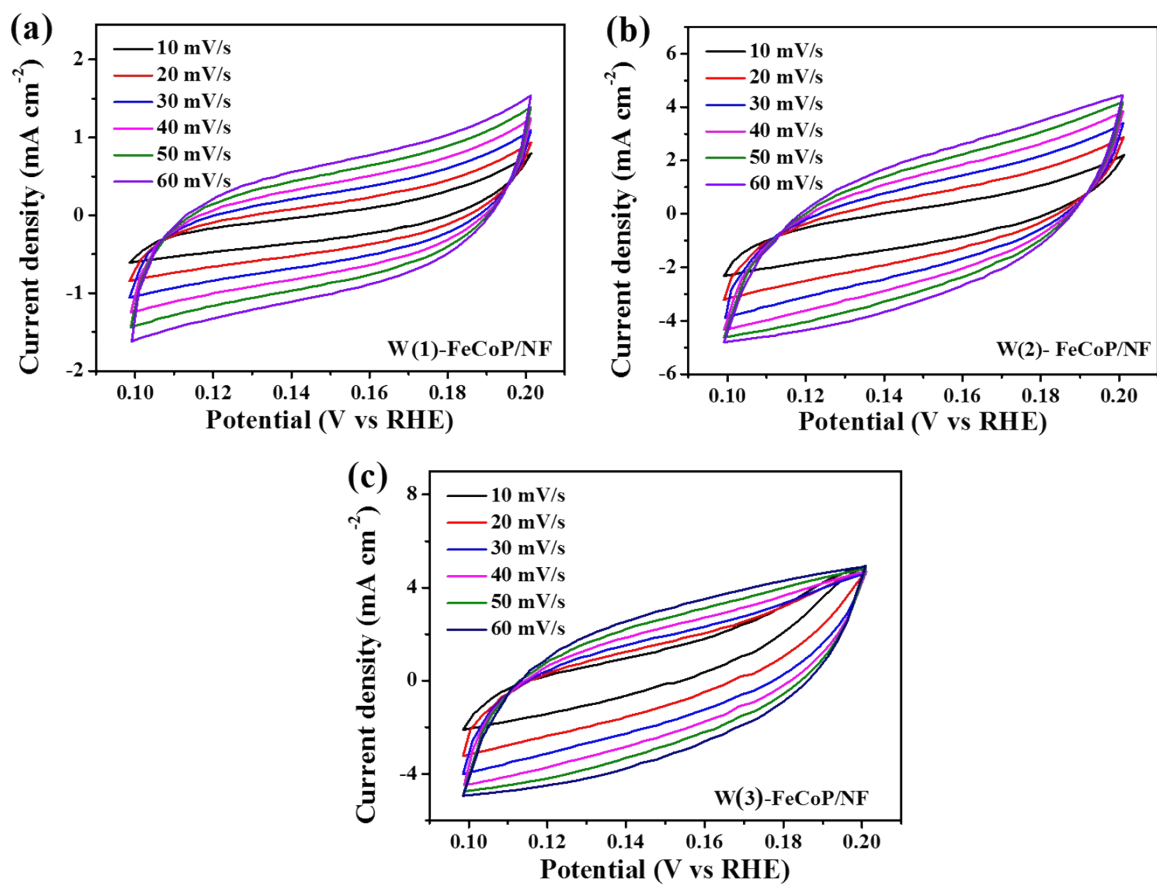 (a)
10 mV/s
20 mV/s
30 mV/s
40 mV/s
50 mV/s
60 mV/s
2
1
0
-1
-2
Current density (mA cm-2)
W(1)-FeCoP/NF
0.10 0.12 0.14 0.16 0.18 0.20
Potential (V vs RHE)
(b)
10 mV/s
20 mV/s
30 mV/s
40 mV/s
50 mV/s
60 mV/s
6
4
2
0
-2
-4
-6
Current density (mA cm-2)
W(2)- FeCoP/NF
0.10 0.12 0.14 0.16 0.18 0.20
Potential (V vs RHE)
(c)
10 mV/s
20 mV/s
30 mV/s
40 mV/s
50 mV/s
60 mV/s
8
4
0
-4
Current density (mA cm-2)
W(3)-FeCoP/NF
0.10 0.12 0.14 0.16 0.18 0.20
Potential (V vs RHE)